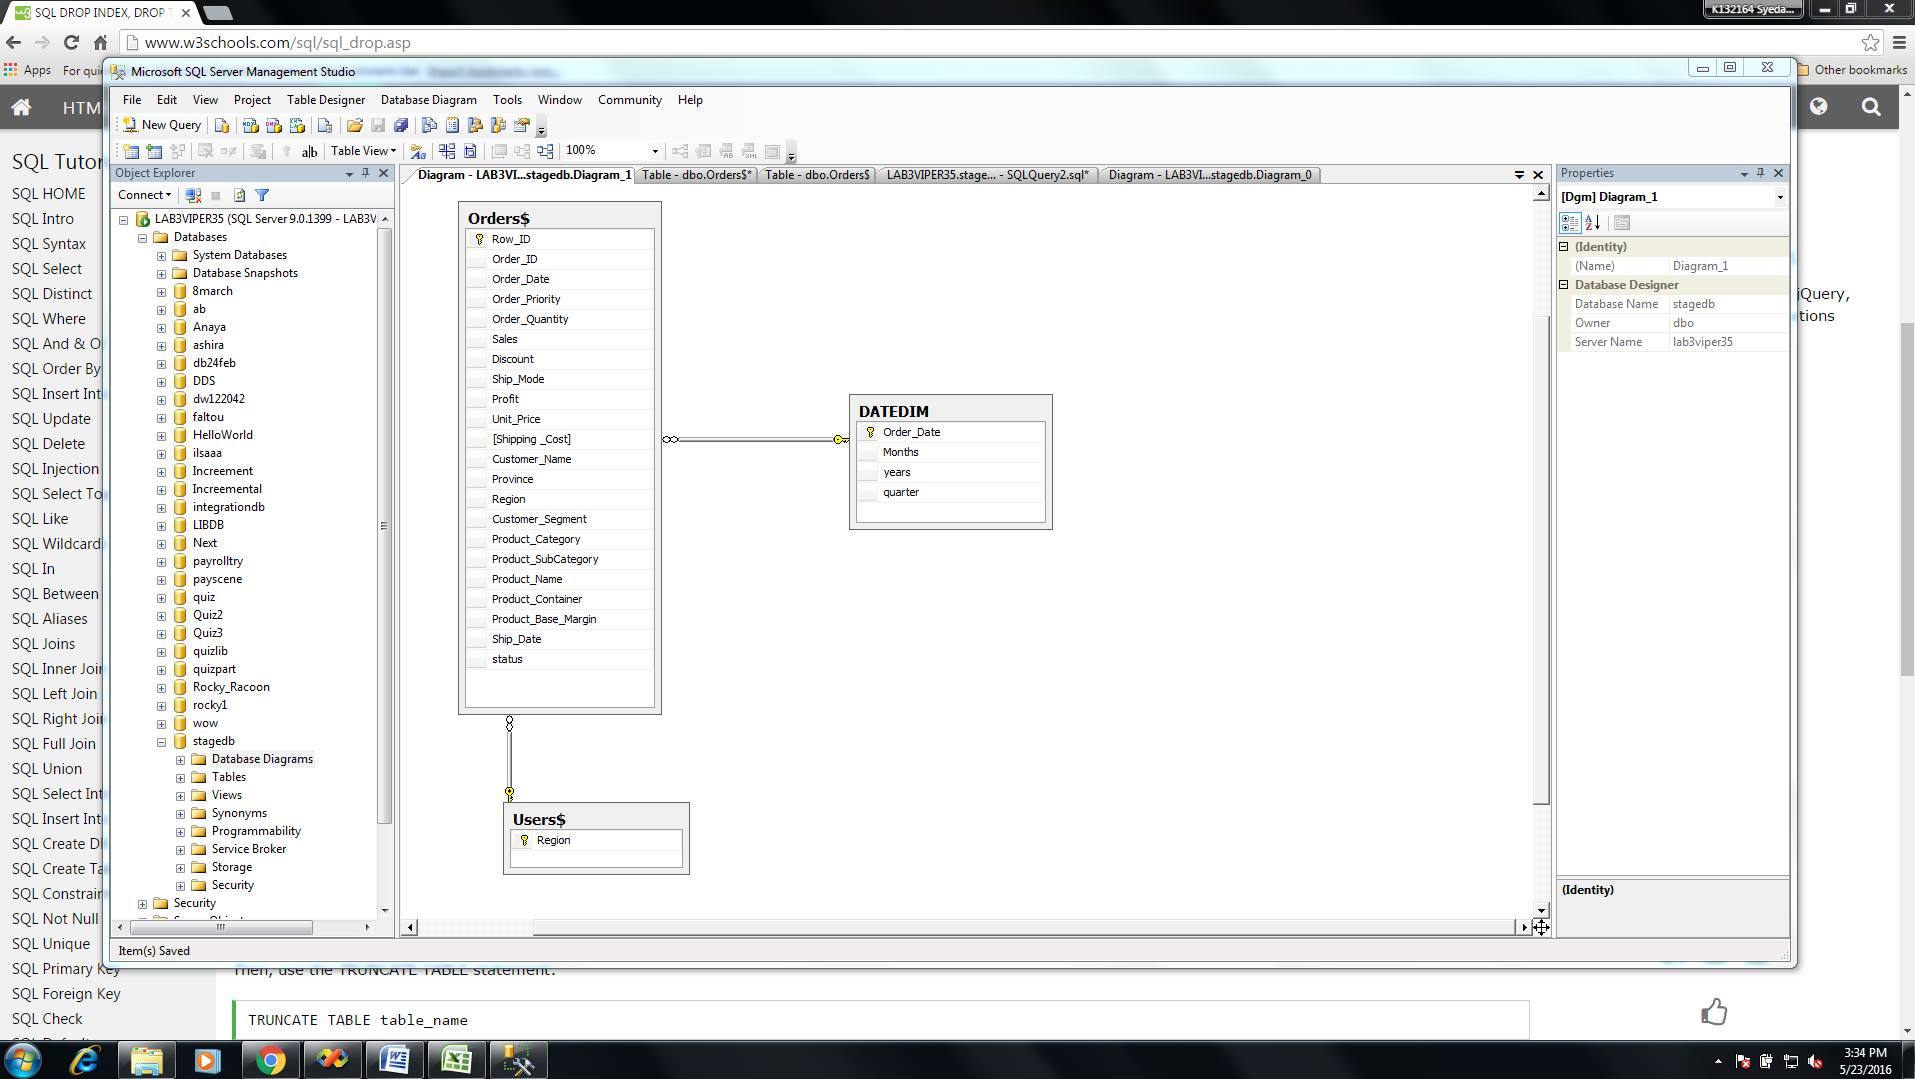 SQL DROP INDEX, DROP T
K132164 Syeda...
www.w3schools.com/sql/sql_drop.asp
Apps
For quic
Other bookmarks
Microsoft SQL Server Management Studio
File Edit View Project Table Designer Database Diagram Tools Window Community Help
New Query
Table View 100%
HTM
SQL Tutor
SQL HOME
SQL Intro
SQL Syntax
SQL Select
SQL Distinct
SQL Where
SQL And & O
SQL Order By
SQL Insert Int
SQL Update
SQL Delete
SQL Injection
SQL Select To
SQL Like
SQL Wildcard
SQL In
SQL Between
SQL Aliases
SQL Joins
SQL Inner Join
SQL Left Join
SQL Right Join
SQL Full Join
SQL Union
SQL Select Int
SQL Insert Int
SQL Create DB
SQL Create Ta
SQL Constrain
SQL Not Null
SQL Unique
SQL Primary Key
SQL Foreign Key
SQL Check
Object Explorer
Connect
LAB3VIPER35 (SQL Server 9.0.1399 - LAB3V
Databases
System Databases
Database Snapshots
8march
ab
Anaya
ashira
db24feb
DDS
dw122042
faltou
HelloWorld
ilsaaa
Increement
Increemental
integrationdb
LIBDB
Next
payrolltry
payscene
quiz
Quiz2
Quiz3
quizlib
quizpart
Rocky_Racoon
rocky1
wow
stagedb
Database Diagrams
Tables
Views
Synonyms
Programmability
Service Broker
Storage
Security
Security
Diagram - LAB3VI...stagedb.Diagram_1
Table - dbo.Orders$*
Table - dbo.Orders$
LAB3VIPER35.stage... - SQLQuery2.sql*
Diagram - LAB3VI...stagedb.Diagram_0
Orders$
Row_ID
Order_ID
Order_Date
Order_Priority
Order_Quantity
Sales
Discount
Ship_Mode
Profit
Unit_Price
[Shipping _Cost]
Customer_Name
Province
Region
Customer_Segment
Product_Category
Product_SubCategory
Product_Name
Product_Container
Product_Base_Margin
Ship_Date
status
DATEDIM
Order_Date
Months
years
quarter
Users$
Region
Properties
[Dgm] Diagram_1
(Identity)
(Name) Diagram_1
Database Designer
Database Name stagedb
Owner dbo
Server Name lab3viper35
(Identity)
jQuery,
tions
Item(s) Saved
Then, use the TRUNCATE TABLE statement:
TRUNCATE TABLE table_name
3:34 PM
5/23/2016